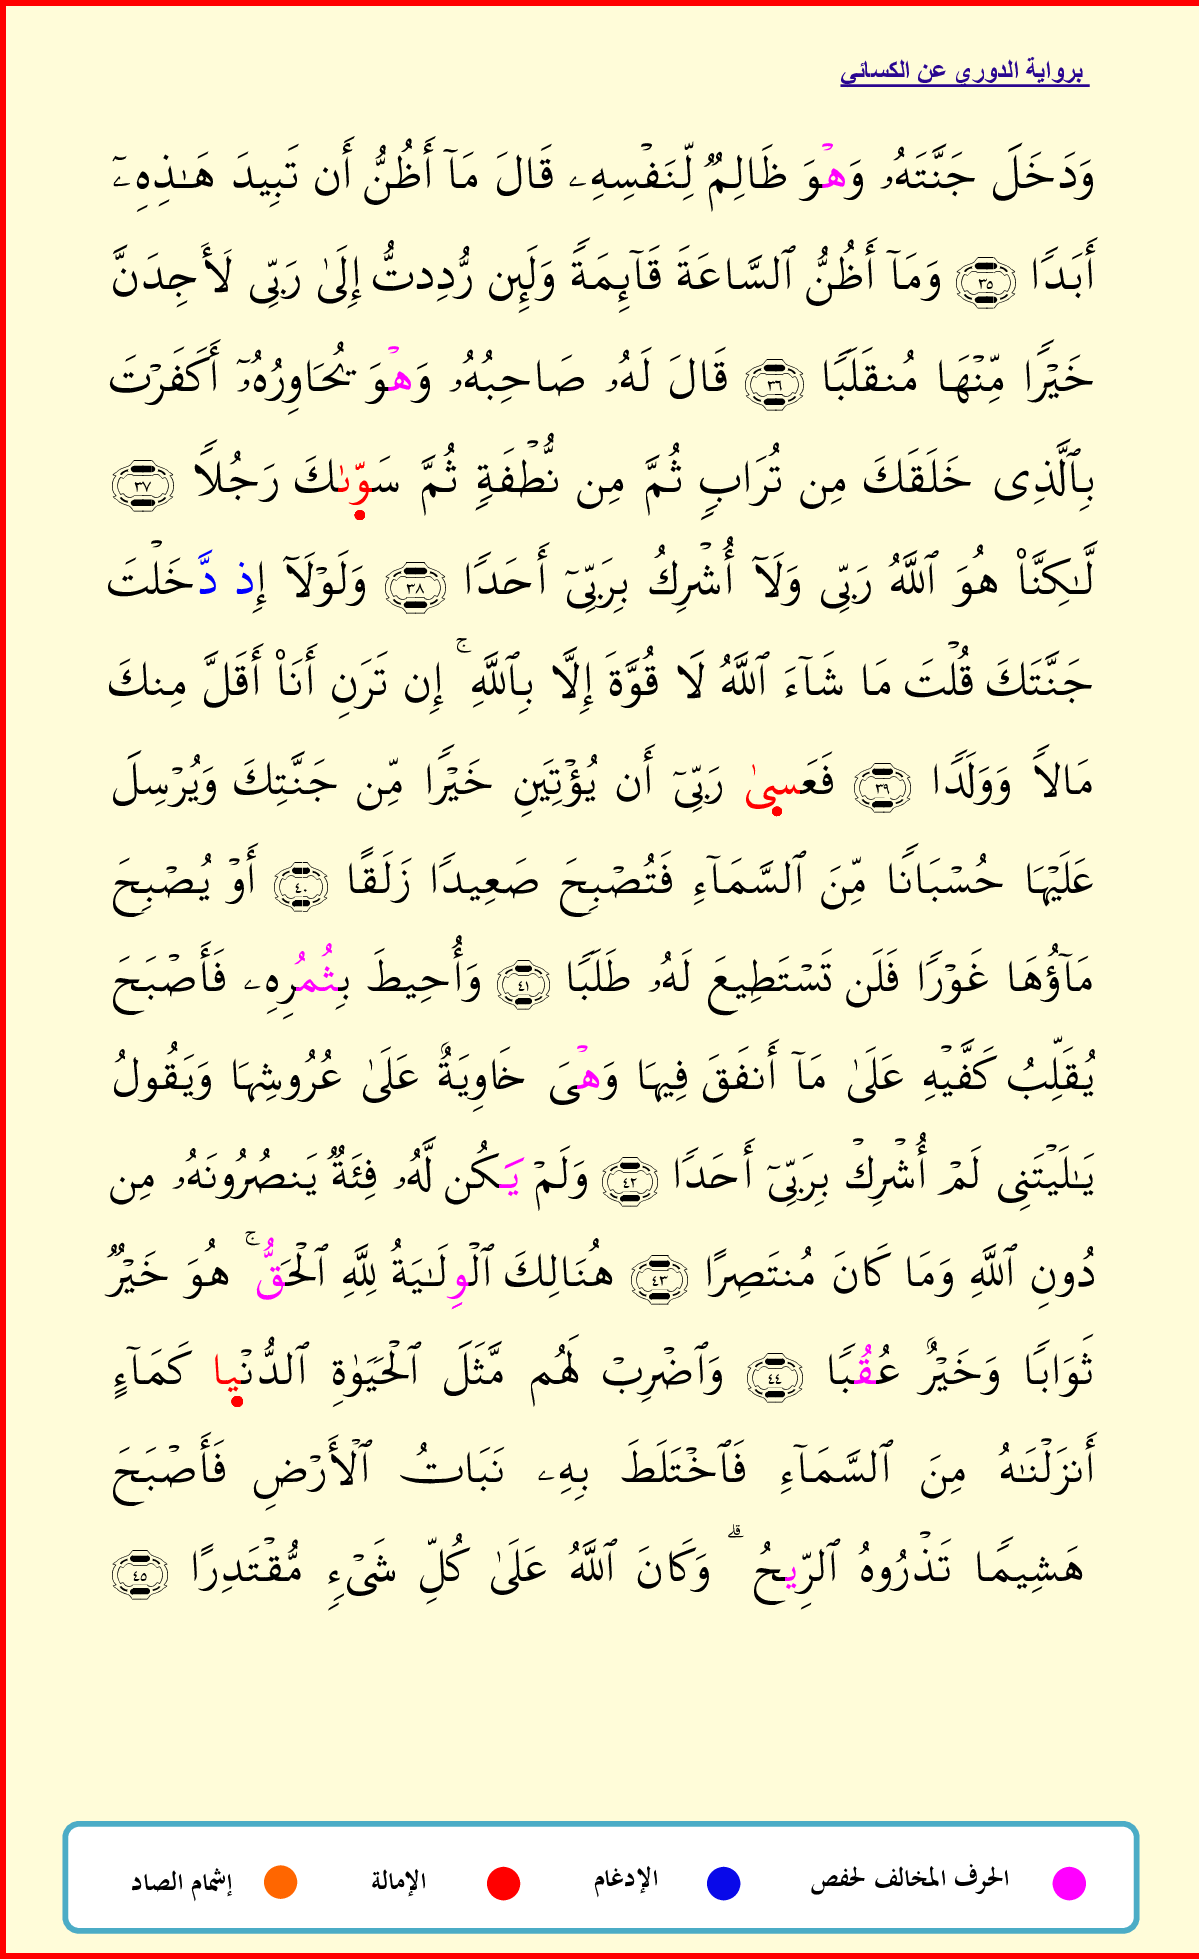 برواية الدوري عن الكسائي
وَدَخَلَ جَنَّتَهُۥ وَهْوَ ظَالِمٌ لِّنَفْسِهِۦ قَالَ مَآ أَظُنُّ أَن تَبِيدَ هَـٰذِهِۦٓ
أَبَدًا ٣٥ وَمَآ أَظُنُّ ٱلسَّاعَةَ قَآئِمَةً وَلَئِن رُّدِدتُّ إِلَىٰ رَبِّى لَأَجِدَنَّ
خَيْرًا مِّنْهَا مُنقَلَبًا ٣٦ قَالَ لَهُۥ صَاحِبُهُۥ وَهْوَ يُحَاوِرُهُۥٓ أَكَفَرْتَ
بِٱلَّذِى خَلَقَكَ مِن تُرَابٍ ثُمَّ مِن نُّطْفَةٍ ثُمَّ سَوّىٰكَ رَجُلاً ٣٧
لَّـٰكِنَّا۠ هُوَ ٱللَّهُ رَبِّى وَلَآ أُشْرِكُ بِرَبِّىٓ أَحَدًا ٣٨ وَلَوْلَآ إِذ دَّخَلْتَ
جَنَّتَكَ قُلْتَ مَا شَآءَ ٱللَّهُ لَا قُوَّةَ إِلَّا بِٱللَّهِ ۚ إِن تَرَنِ أَنَا۠ أَقَلَّ مِنكَ
مَالاً وَوَلَدًا ٣٩ فَعَسىٰ رَبِّىٓ أَن يُؤْتِيَنِ خَيْرًا مِّن جَنَّتِكَ وَيُرْسِلَ
عَلَيْهَا حُسْبَانًا مِّنَ ٱلسَّمَآءِ فَتُصْبِحَ صَعِيدًا زَلَقًا ٤٠ أَوْ يُصْبِحَ
مَآؤُهَا غَوْرًا فَلَن تَسْتَطِيعَ لَهُۥ طَلَبًا ٤١ وَأُحِيطَ بِثُمُرِهِۦ فَأَصْبَحَ
يُقَلِّبُ كَفَّيْهِ عَلَىٰ مَآ أَنفَقَ فِيهَا وَهْىَ خَاوِيَةٌ عَلَىٰ عُرُوشِهَا وَيَقُولُ
يَـٰلَيْتَنِى لَمْ أُشْرِكْ بِرَبِّىٓ أَحَدًا ٤٢ وَلَمْ يَكُن لَّهُۥ فِئَةٌ يَنصُرُونَهُۥ مِن
دُونِ ٱللَّهِ وَمَا كَانَ مُنتَصِرًا ٤٣ هُنَالِكَ ٱلْوِلَـٰيَةُ لِلَّهِ ٱلْحَقُّ ۚ هُوَ خَيْرٌ
ثَوَابًا وَخَيْرٌ عُقُبًا ٤٤ وَٱضْرِبْ لَهُم مَّثَلَ ٱلْحَيَوٰةِ ٱلدُّنْيا كَمَآءٍ
أَنزَلْنَـٰهُ مِنَ ٱلسَّمَآءِ فَٱخْتَلَطَ بِهِۦ نَبَاتُ ٱلْأَرْضِ فَأَصْبَحَ
هَشِيمًا تَذْرُوهُ ٱلرِّيحُ ۗ وَكَانَ ٱللَّهُ عَلَىٰ كُلِّ شَىْءٍ مُّقْتَدِرًا ٤٥
الحرف المخالف لحفص الإدغام الإمالة إشمام الصاد